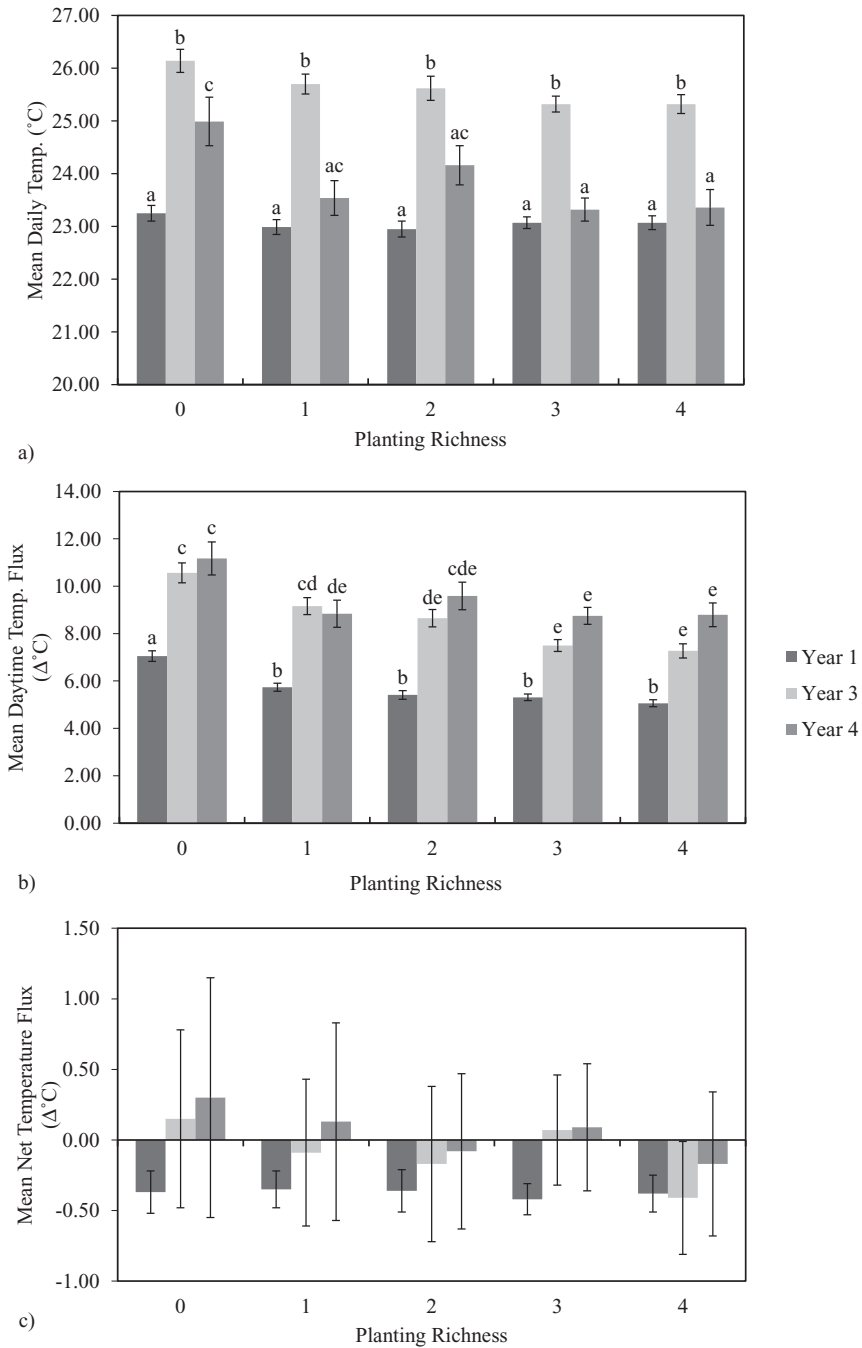 27.00
26.00
25.00
24.00
23.00
22.00
21.00
20.00
Mean Daily Temp. (˚C)
a b c
a b ac
a b ac
a b a
a b a
0 1 2 3 4
Planting Richness
a)
14.00
12.00
10.00
8.00
6.00
4.00
2.00
0.00
Mean Daytime Temp. Flux
(Δ˚C)
a c c
b cd de
b de cde
b e e
b e e
0 1 2 3 4
Planting Richness
b)
Year 1
Year 3
Year 4
1.50
1.00
0.50
0.00
-0.50
-1.00
Mean Net Temperature Flux
(Δ˚C)
0 1 2 3 4
Planting Richness
c)